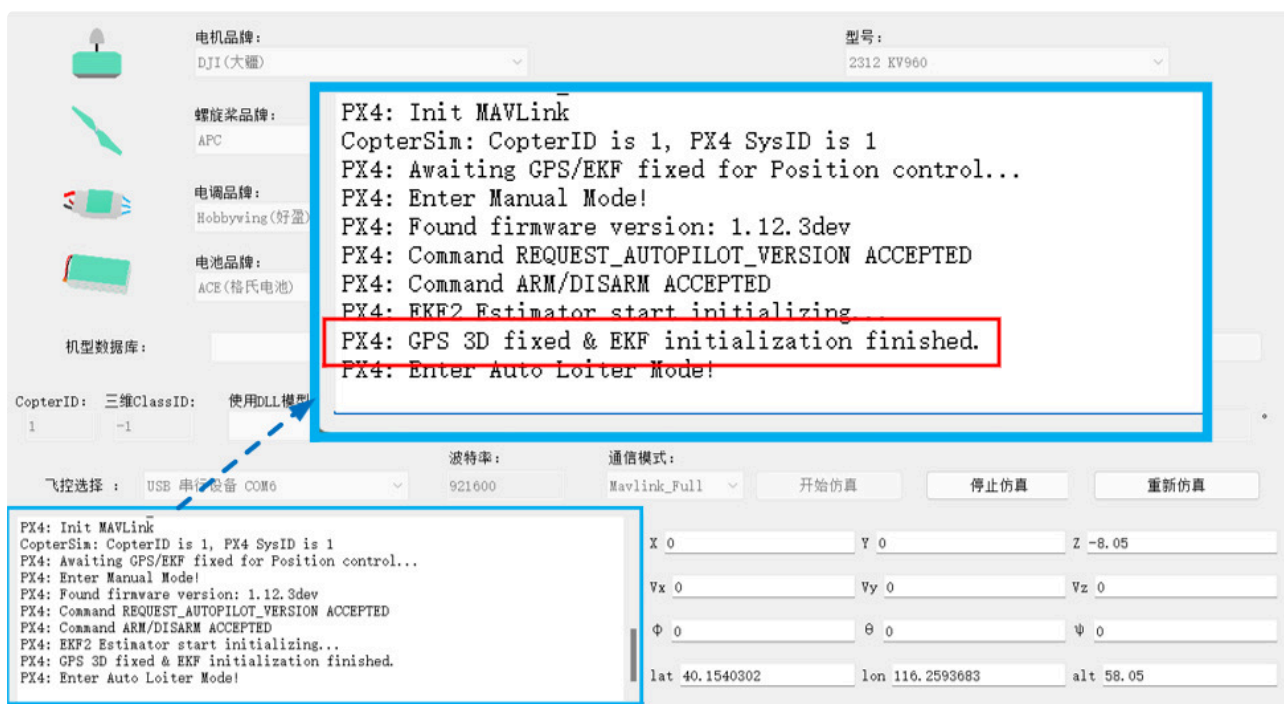 电机品牌：
型号：
DJI(大疆)
2312 KV960
螺旋桨品牌：
APC
电调品牌：
Hobbywing(好盈)
电池品牌：
ACE(格氏电池)
机型数据库：
PX4: Init MAVLink
CopterSim: CopterID is 1, PX4 SysID is 1
PX4: Awaiting GPS/EKF fixed for Position control...
PX4: Enter Manual Mode!
PX4: Found firmware version: 1.12.3dev
PX4: Command REQUEST_AUTOPILOT_VERSION ACCEPTED
PX4: Command ARM/DISARM ACCEPTED
PX4: EKF2 Estimator start initializing...
PX4: GPS 3D fixed & EKF initialization finished.
PX4: Enter Auto Loiter Mode!
CopterID： 三维ClassID： 使用DLL模型
1 -1 °
波特率： 通信模式：
飞控选择 ： USB 串行设备 COM6 921600 Mavlink_Full 开始仿真 停止仿真 重新仿真
PX4: Init MAVLink
CopterSim: CopterID is 1, PX4 SysID is 1
PX4: Awaiting GPS/EKF fixed for Position control...
PX4: Enter Manual Mode!
PX4: Found firmware version: 1.12.3dev
PX4: Command REQUEST_AUTOPILOT_VERSION ACCEPTED
PX4: Command ARM/DISARM ACCEPTED
PX4: EKF2 Estimator start initializing...
PX4: GPS 3D fixed & EKF initialization finished.
PX4: Enter Auto Loiter Mode!
X 0 Y 0 Z -8.05
Vx 0 Vy 0 Vz 0
Φ 0 θ 0 ψ 0
lat 40.1540302 lon 116.2593683 alt 58.05